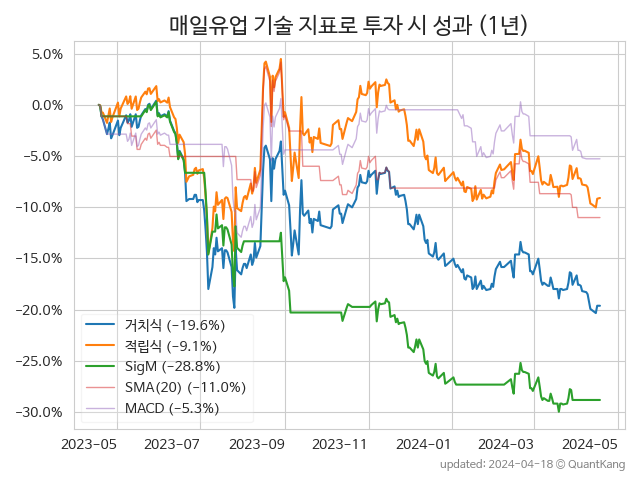 매일유업 기술 지표로 투자 시 성과 (1년)
5.0%
0.0%
−5.0%
−10.0%
−15.0%
−20.0%
−25.0%
−30.0%
거치식 (−19.6%)
적립식 (−9.1%)
SigM (−28.8%)
SMA(20) (−11.0%)
MACD (−5.3%)
2023-05 2023-07 2023-09 2023-11 2024-01 2024-03 2024-05
updated: 2024-04-18 © QuantKang